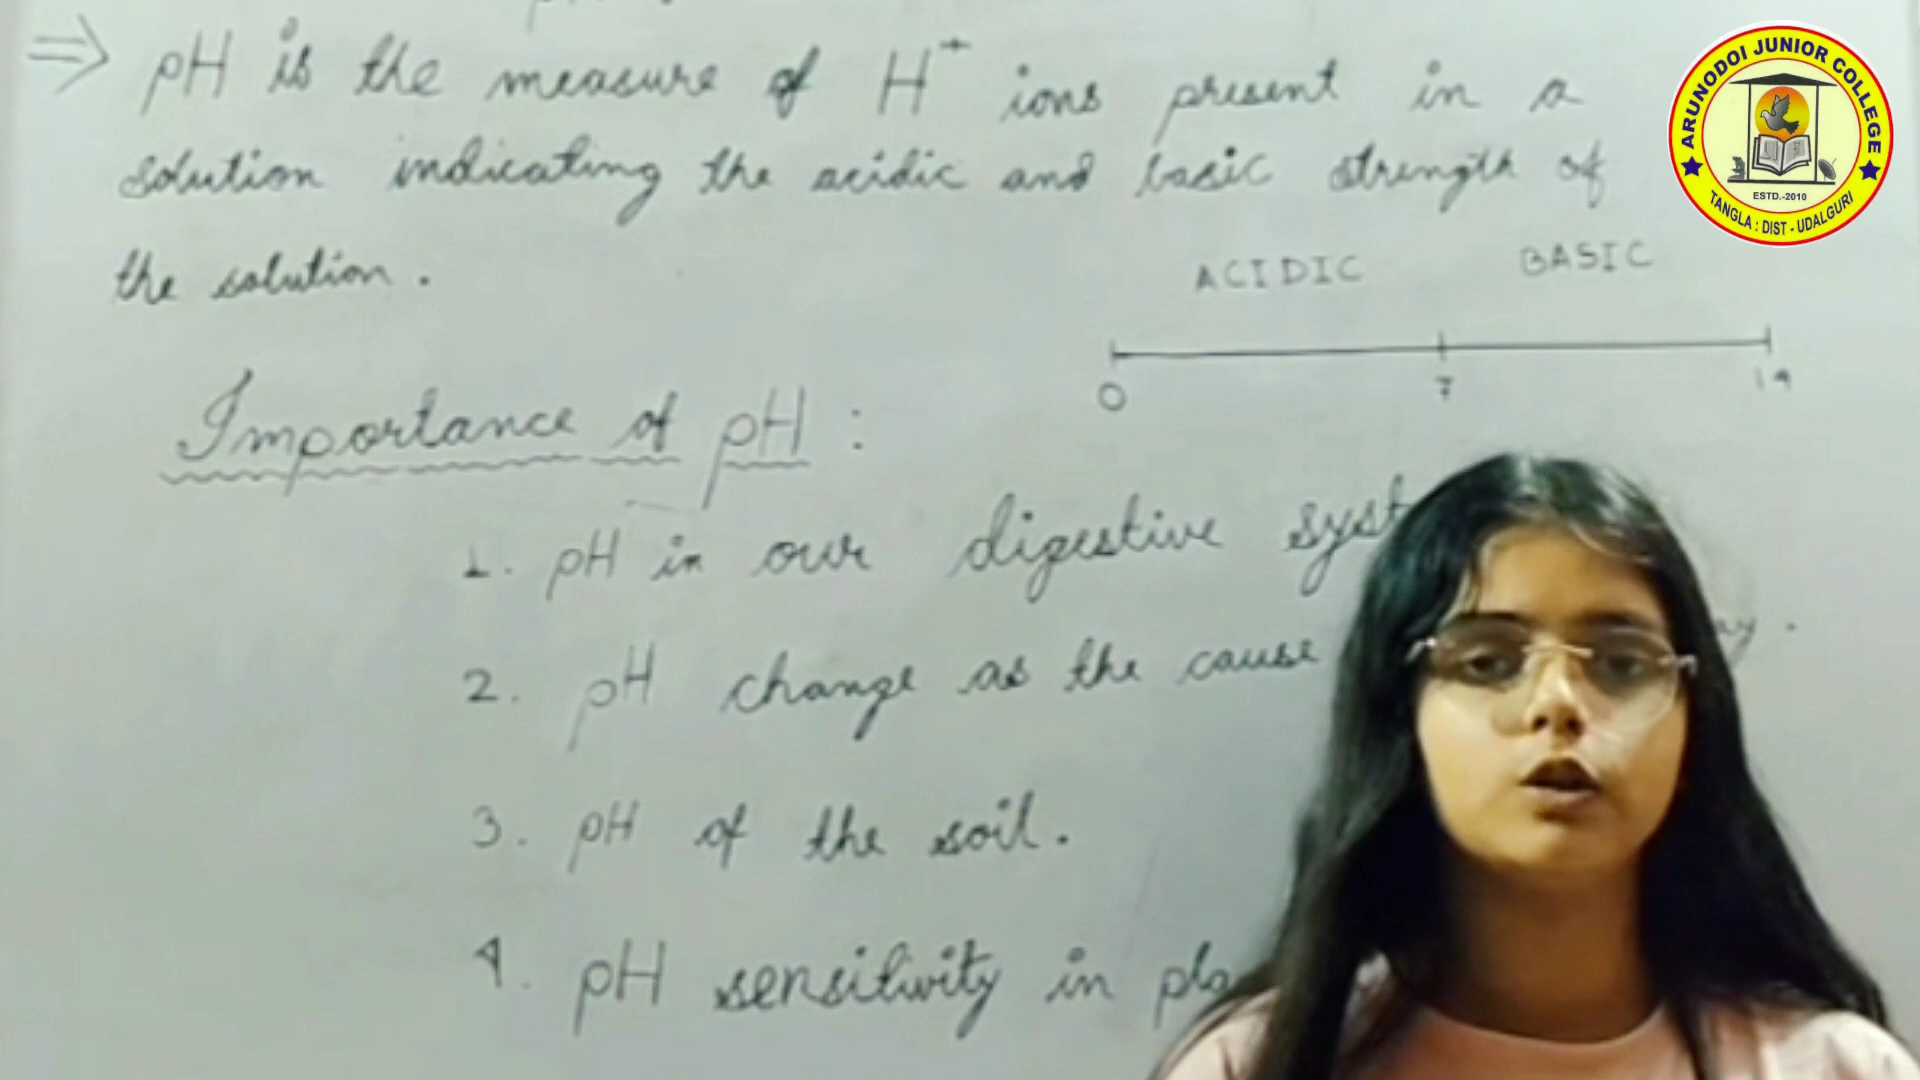 ⇒ pH is the measure of H⁺ ions present in a
solution indicating the acidic and basic strength of
the solution.
ACIDIC BASIC
0 7 14
Importance of pH :
1. pH in our digestive
2. pH change as the cause
3. pH of the soil.
4. pH sensitivity in
ARUNODOI JUNIOR COLLEGE
ESTD.-2010
TANGLA : DIST - UDALGURI